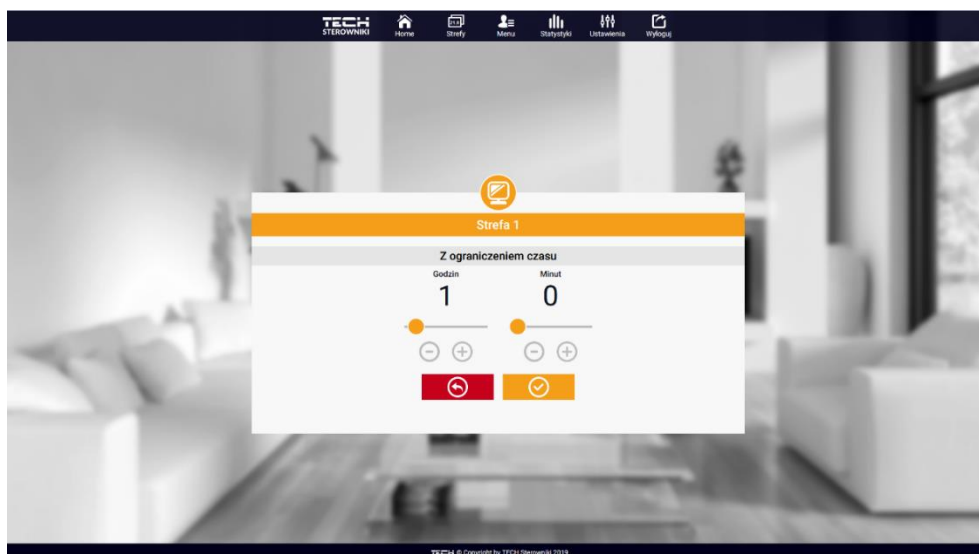 TECH
STEROWNIKI
Home
Strefy
Menu
Statystyki
Ustawienia
Wyloguj
Strefa 1
Z ograniczeniem czasu
Godzin Minut
1 0
TECH © Copyright by TECH Sterowniki 2019